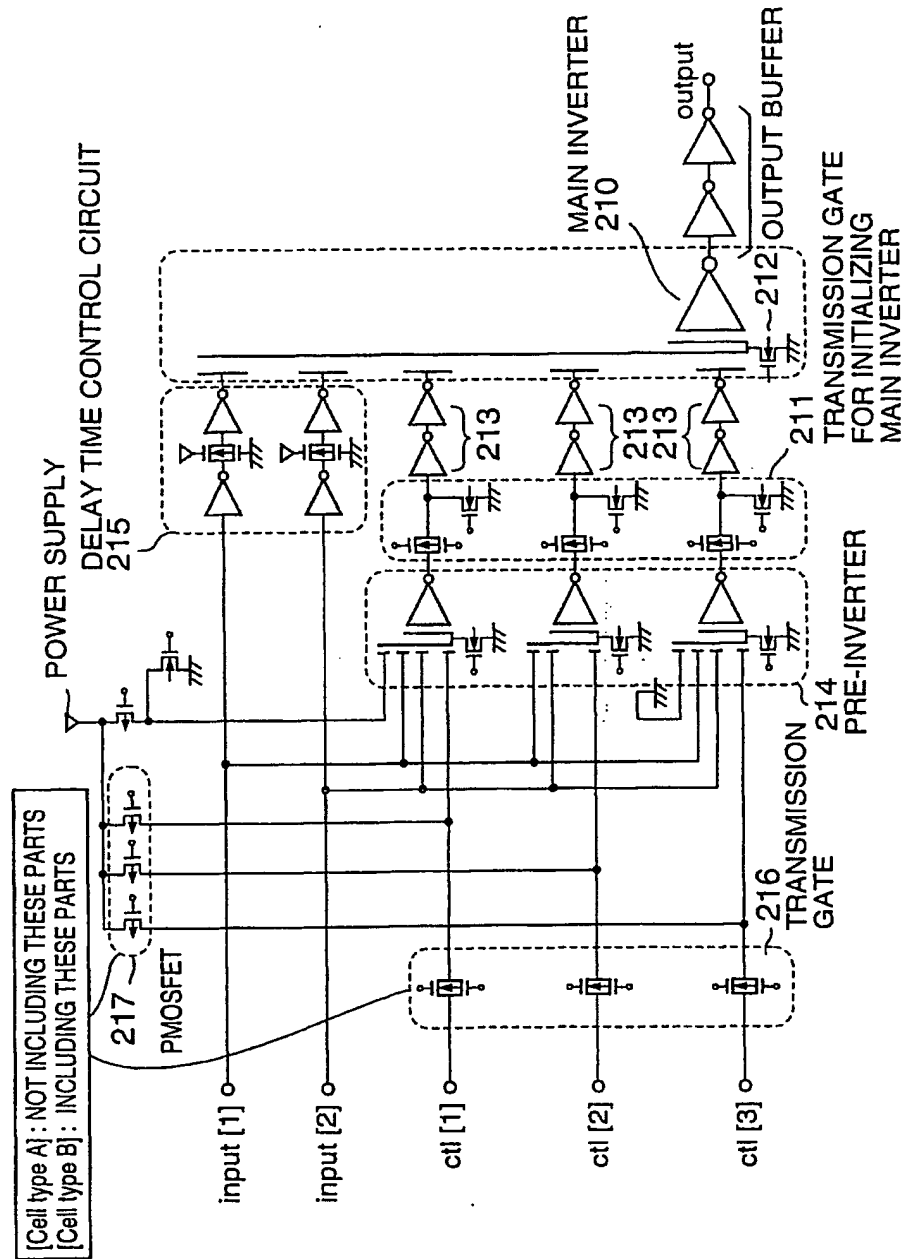 [Cell type A] : NOT INCLUDING THESE PARTS
[Cell type B] : INCLUDING THESE PARTS
217
PMOSFET
POWER SUPPLY
DELAY TIME CONTROL CIRCUIT
215
MAIN INVERTER
210
output
OUTPUT BUFFER
212
TRANSMISSION GATE
FOR INITIALIZING
MAIN INVERTER
211
213
213
213
214
PRE-INVERTER
216
TRANSMISSION
GATE
input [1]
input [2]
ctl [1]
ctl [2]
ctl [3]